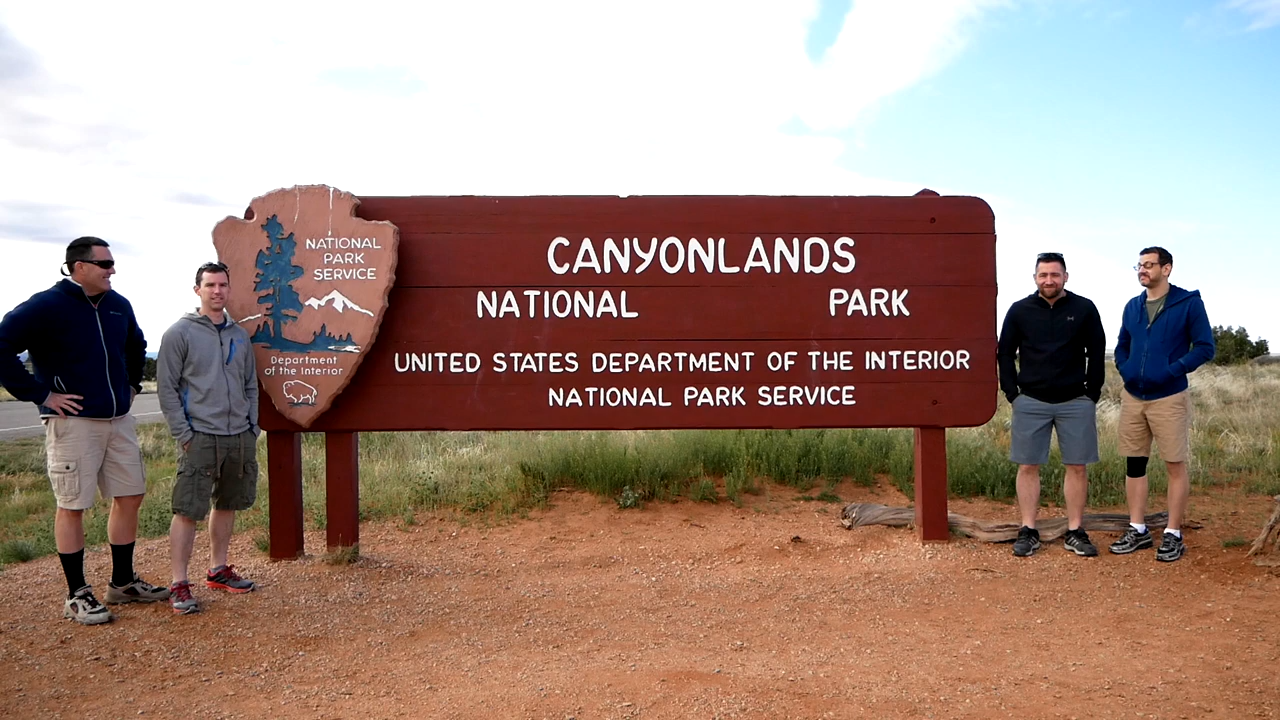 NATIONAL
PARK
SERVICE
Department
of the Interior
CANYONLANDS
NATIONAL PARK
UNITED STATES DEPARTMENT OF THE INTERIOR
NATIONAL PARK SERVICE